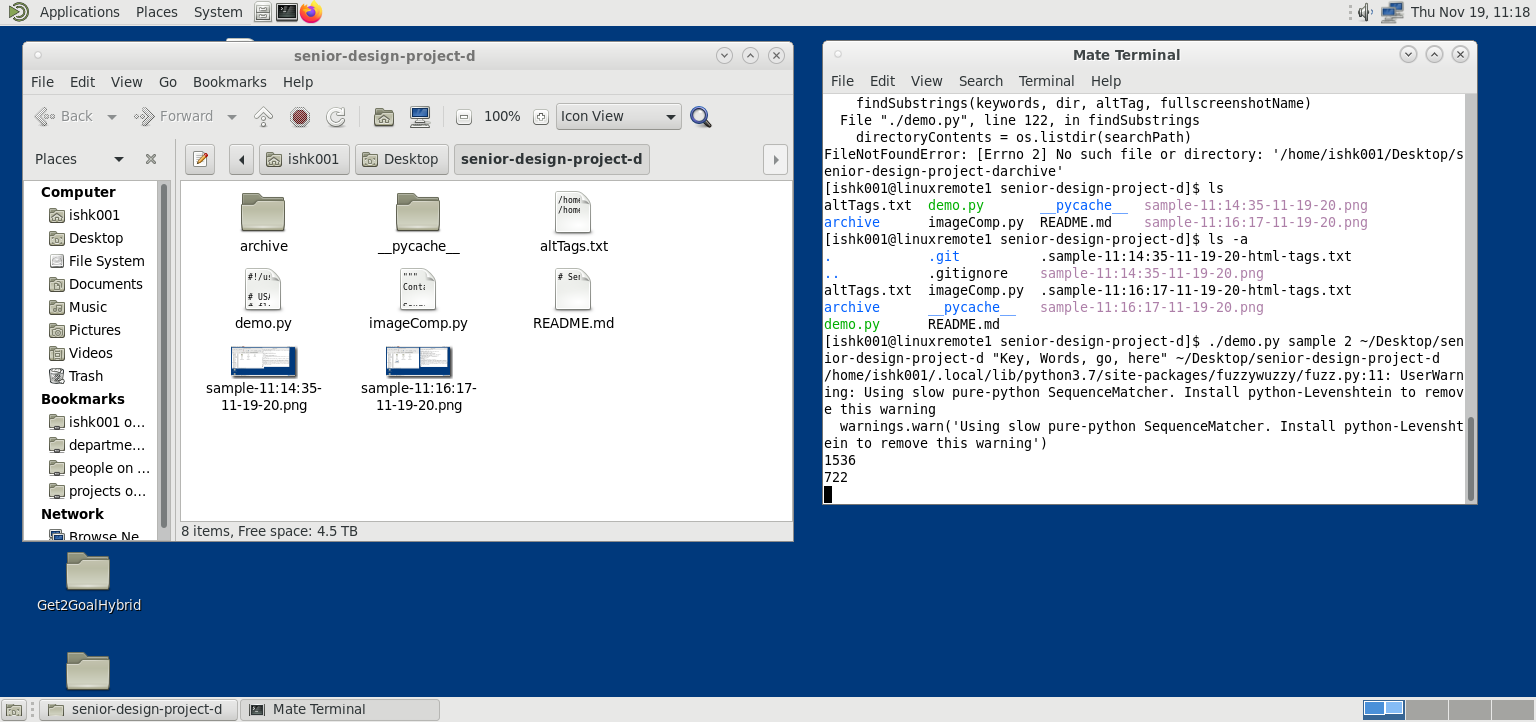 Applications Places System
Thu Nov 19, 11:18
senior-design-project-d
File Edit View Go Bookmarks Help
Back Forward 100% Icon View
Places
ishk001 Desktop senior-design-project-d
Computer
ishk001
Desktop
File System
Documents
Music
Pictures
Videos
Trash
Bookmarks
ishk001 o...
departme...
people on ...
projects o...
Network
Browse Ne
archive
__pycache__
/home
/home
altTags.txt
#!/us
# USA
demo.py
"""
Conta
imageComp.py
# Sen
README.md
sample-11:14:35-
11-19-20.png
sample-11:16:17-
11-19-20.png
8 items, Free space: 4.5 TB
Mate Terminal
File Edit View Search Terminal Help
findSubstrings(keywords, dir, altTag, fullscreenshotName)
File "./demo.py", line 122, in findSubstrings
directoryContents = os.listdir(searchPath)
FileNotFoundError: [Errno 2] No such file or directory: '/home/ishk001/Desktop/s
enior-design-project-darchive'
[ishk001@linuxremote1 senior-design-project-d]$ ls
altTags.txt demo.py __pycache__ sample-11:14:35-11-19-20.png
archive imageComp.py README.md sample-11:16:17-11-19-20.png
[ishk001@linuxremote1 senior-design-project-d]$ ls -a
. .git .sample-11:14:35-11-19-20-html-tags.txt
.. .gitignore sample-11:14:35-11-19-20.png
altTags.txt imageComp.py .sample-11:16:17-11-19-20-html-tags.txt
archive __pycache__ sample-11:16:17-11-19-20.png
demo.py README.md
[ishk001@linuxremote1 senior-design-project-d]$ ./demo.py sample 2 ~/Desktop/sen
ior-design-project-d "Key, Words, go, here" ~/Desktop/senior-design-project-d
/home/ishk001/.local/lib/python3.7/site-packages/fuzzywuzzy/fuzz.py:11: UserWarn
ing: Using slow pure-python SequenceMatcher. Install python-Levenshtein to remov
e this warning
warnings.warn('Using slow pure-python SequenceMatcher. Install python-Levensht
ein to remove this warning')
1536
722
Get2GoalHybrid
senior-design-project-d
Mate Terminal